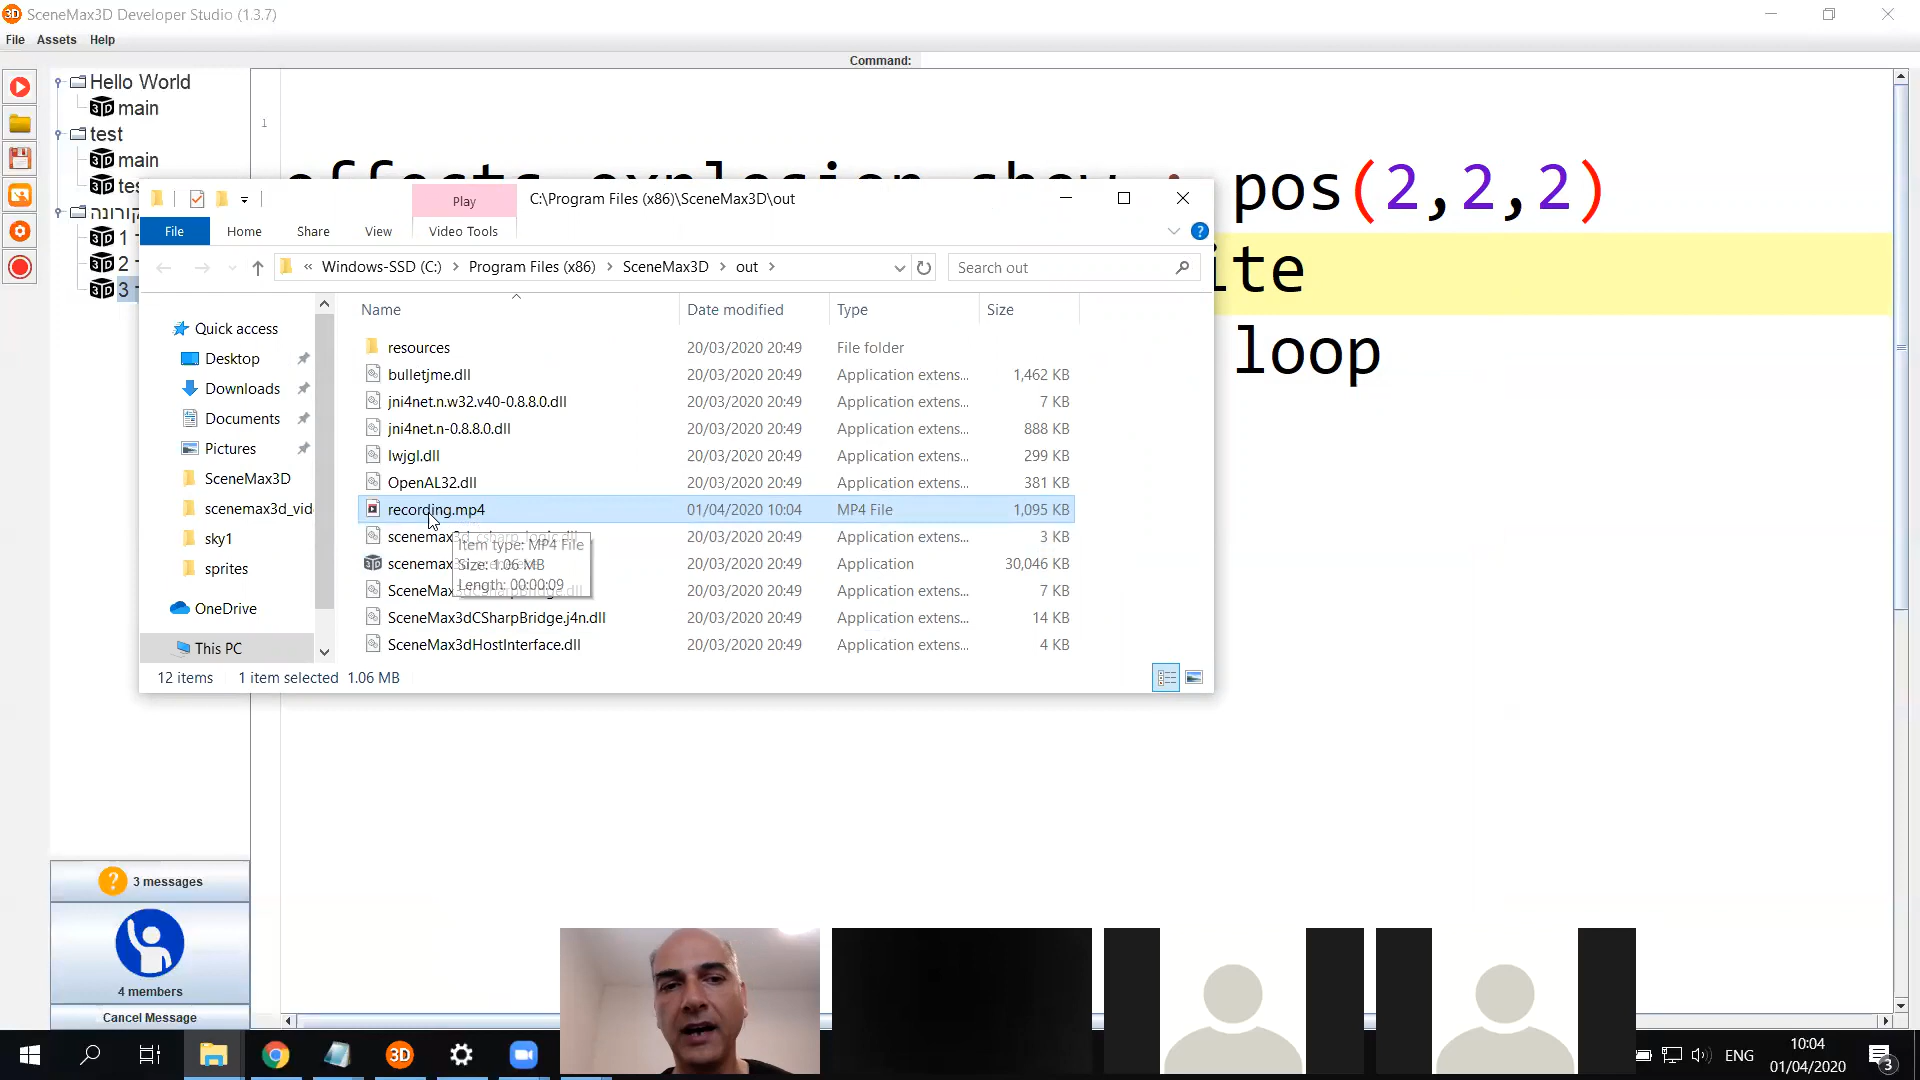 SceneMax3D Developer Studio (1.3.7)
File Assets Help
Command:
Hello World
main
test
main
קורונה
1
2
3
1
pos(2,2,2)
loop
Play
C:\Program Files (x86)\SceneMax3D\out
File Home Share View Video Tools
« Windows-SSD (C:) > Program Files (x86) > SceneMax3D > out >
Search out
Name Date modified Type Size
Quick access
Desktop
Downloads
Documents
Pictures
SceneMax3D
scenemax3d_vid
sky1
sprites
OneDrive
This PC
resources 20/03/2020 20:49 File folder
bulletjme.dll 20/03/2020 20:49 Application extens... 1,462 KB
jni4net.n.w32.v40-0.8.8.0.dll 20/03/2020 20:49 Application extens... 7 KB
jni4net.n-0.8.8.0.dll 20/03/2020 20:49 Application extens... 888 KB
lwjgl.dll 20/03/2020 20:49 Application extens... 299 KB
OpenAL32.dll 20/03/2020 20:49 Application extens... 381 KB
recording.mp4 01/04/2020 10:04 MP4 File 1,095 KB
scenemax3d_csharp_logic.dll 20/03/2020 20:49 Application extens... 3 KB
20/03/2020 20:49 Application 30,046 KB
20/03/2020 20:49 Application extens... 7 KB
SceneMax3dCSharpBridge.j4n.dll 20/03/2020 20:49 Application extens... 14 KB
SceneMax3dHostInterface.dll 20/03/2020 20:49 Application extens... 4 KB
Item type: MP4 File
Size: 1.06 MB
Length: 00:00:09
12 items 1 item selected 1.06 MB
3 messages
4 members
Cancel Message
ENG
10:04
01/04/2020
3